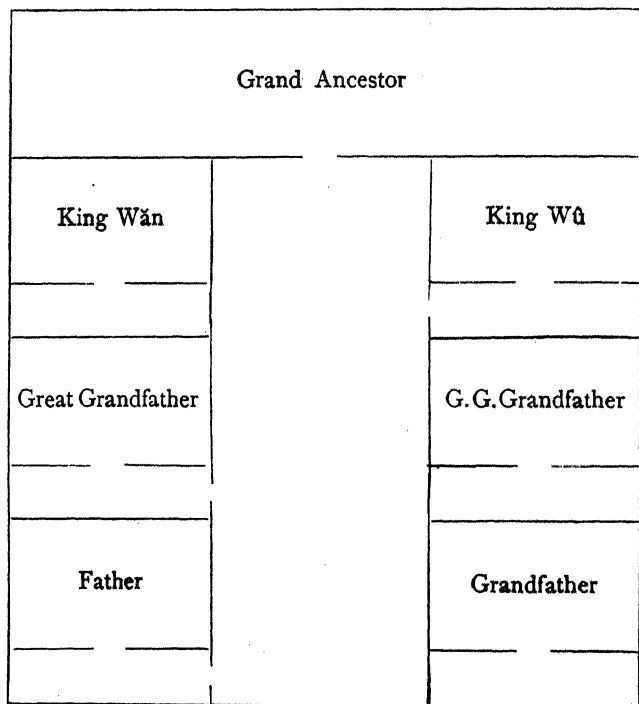 Grand Ancestor
King Wăn
King Wû
Great Grandfather
G. G. Grandfather
Father
Grandfather